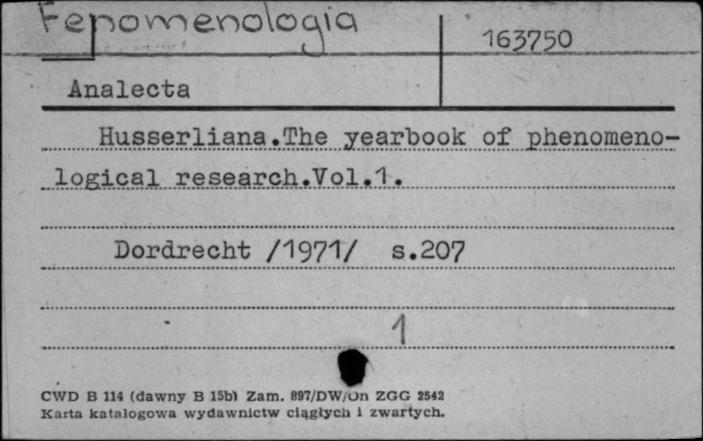 Fenomenologia
163750
Analecta
Husserliana.The yearbook of phenomeno-
logical research.Vol.1.
Dordrecht /1971/ s.207
1
CWD B 114 (dawny B 15b) Zam. 897/DW/On ZGG 2542
Karta katalogowa wydawnictw ciągłych i zwartych.